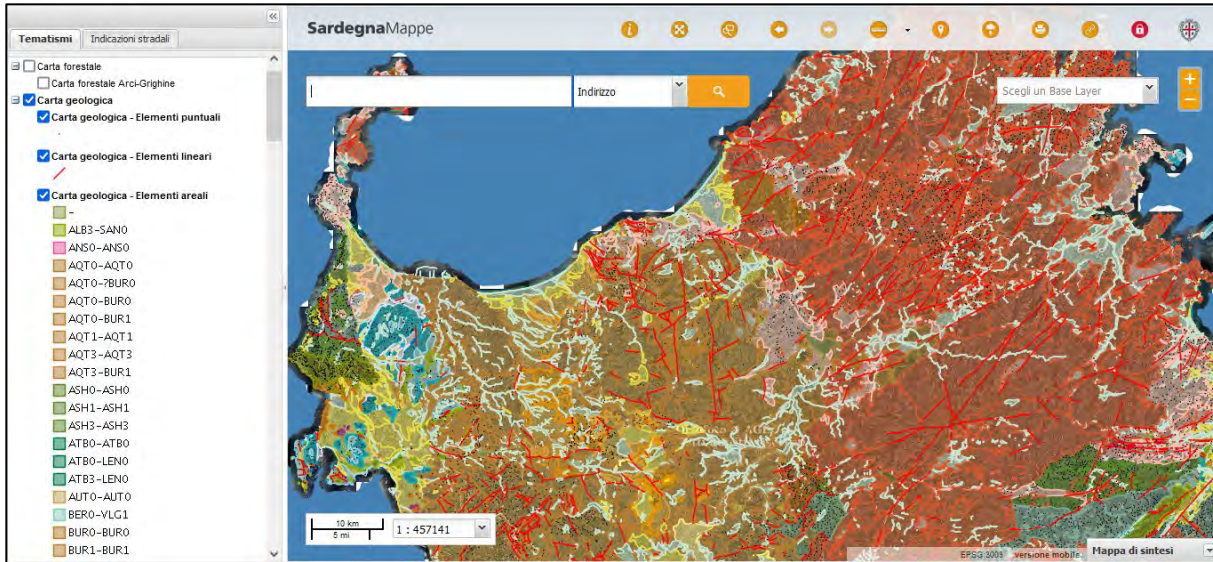 Tematismi
Indicazioni stradali
Carta forestale
Carta forestale Arci-Grighine
Carta geologica
Carta geologica - Elementi puntuali
Carta geologica - Elementi lineari
Carta geologica - Elementi areali
-
ALB3-SAN0
ANS0-ANS0
AQT0-AQT0
AQT0-?BUR0
AQT0-BUR0
AQT0-BUR1
AQT1-AQT1
AQT3-AQT3
AQT3-BUR1
ASH0-ASH0
ASH1-ASH1
ASH3-ASH3
ATB0-ATB0
ATB0-LEN0
ATB3-LEN0
AUT0-AUT0
BER0-VLG1
BUR0-BUR0
BUR1-BUR1
SardegnaMappe
Indirizzo
Scegli un Base Layer
+
-
10 km
5 mi
1 : 457141
EPSG:3003 versione mobile
Mappa di sintesi